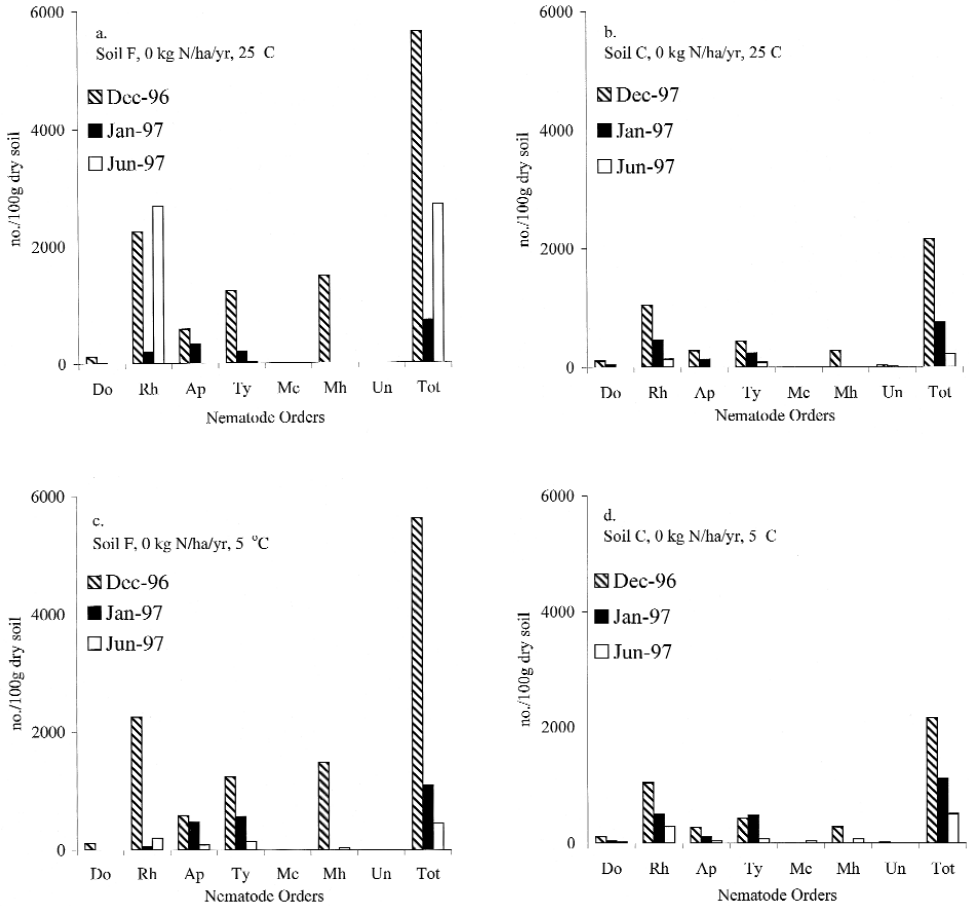 6000
4000
2000
0
no./100g dry soil
a.
Soil F, 0 kg N/ha/yr, 25 C
Dec-96
Jan-97
Jun-97
Do Rh Ap Ty Mc Mh Un Tot
Nematode Orders
6000
4000
2000
0
no./100g dry soil
b.
Soil C, 0 kg N/ha/yr, 25 C
Dec-97
Jan-97
Jun-97
Do Rh Ap Ty Mc Mh Un Tot
Nematode Orders
6000
4000
2000
0
no./100g dry soil
c.
Soil F, 0 kg N/ha/yr, 5 °C
Dec-96
Jan-97
Jun-97
Do Rh Ap Ty Mc Mh Un Tot
Nematode Orders
6000
4000
2000
0
no./100g dry soil
d.
Soil C, 0 kg N/ha/yr, 5 C
Dec-96
Jan-97
Jun-97
Do Rh Ap Ty Mc Mh Un Tot
Nematode Orders